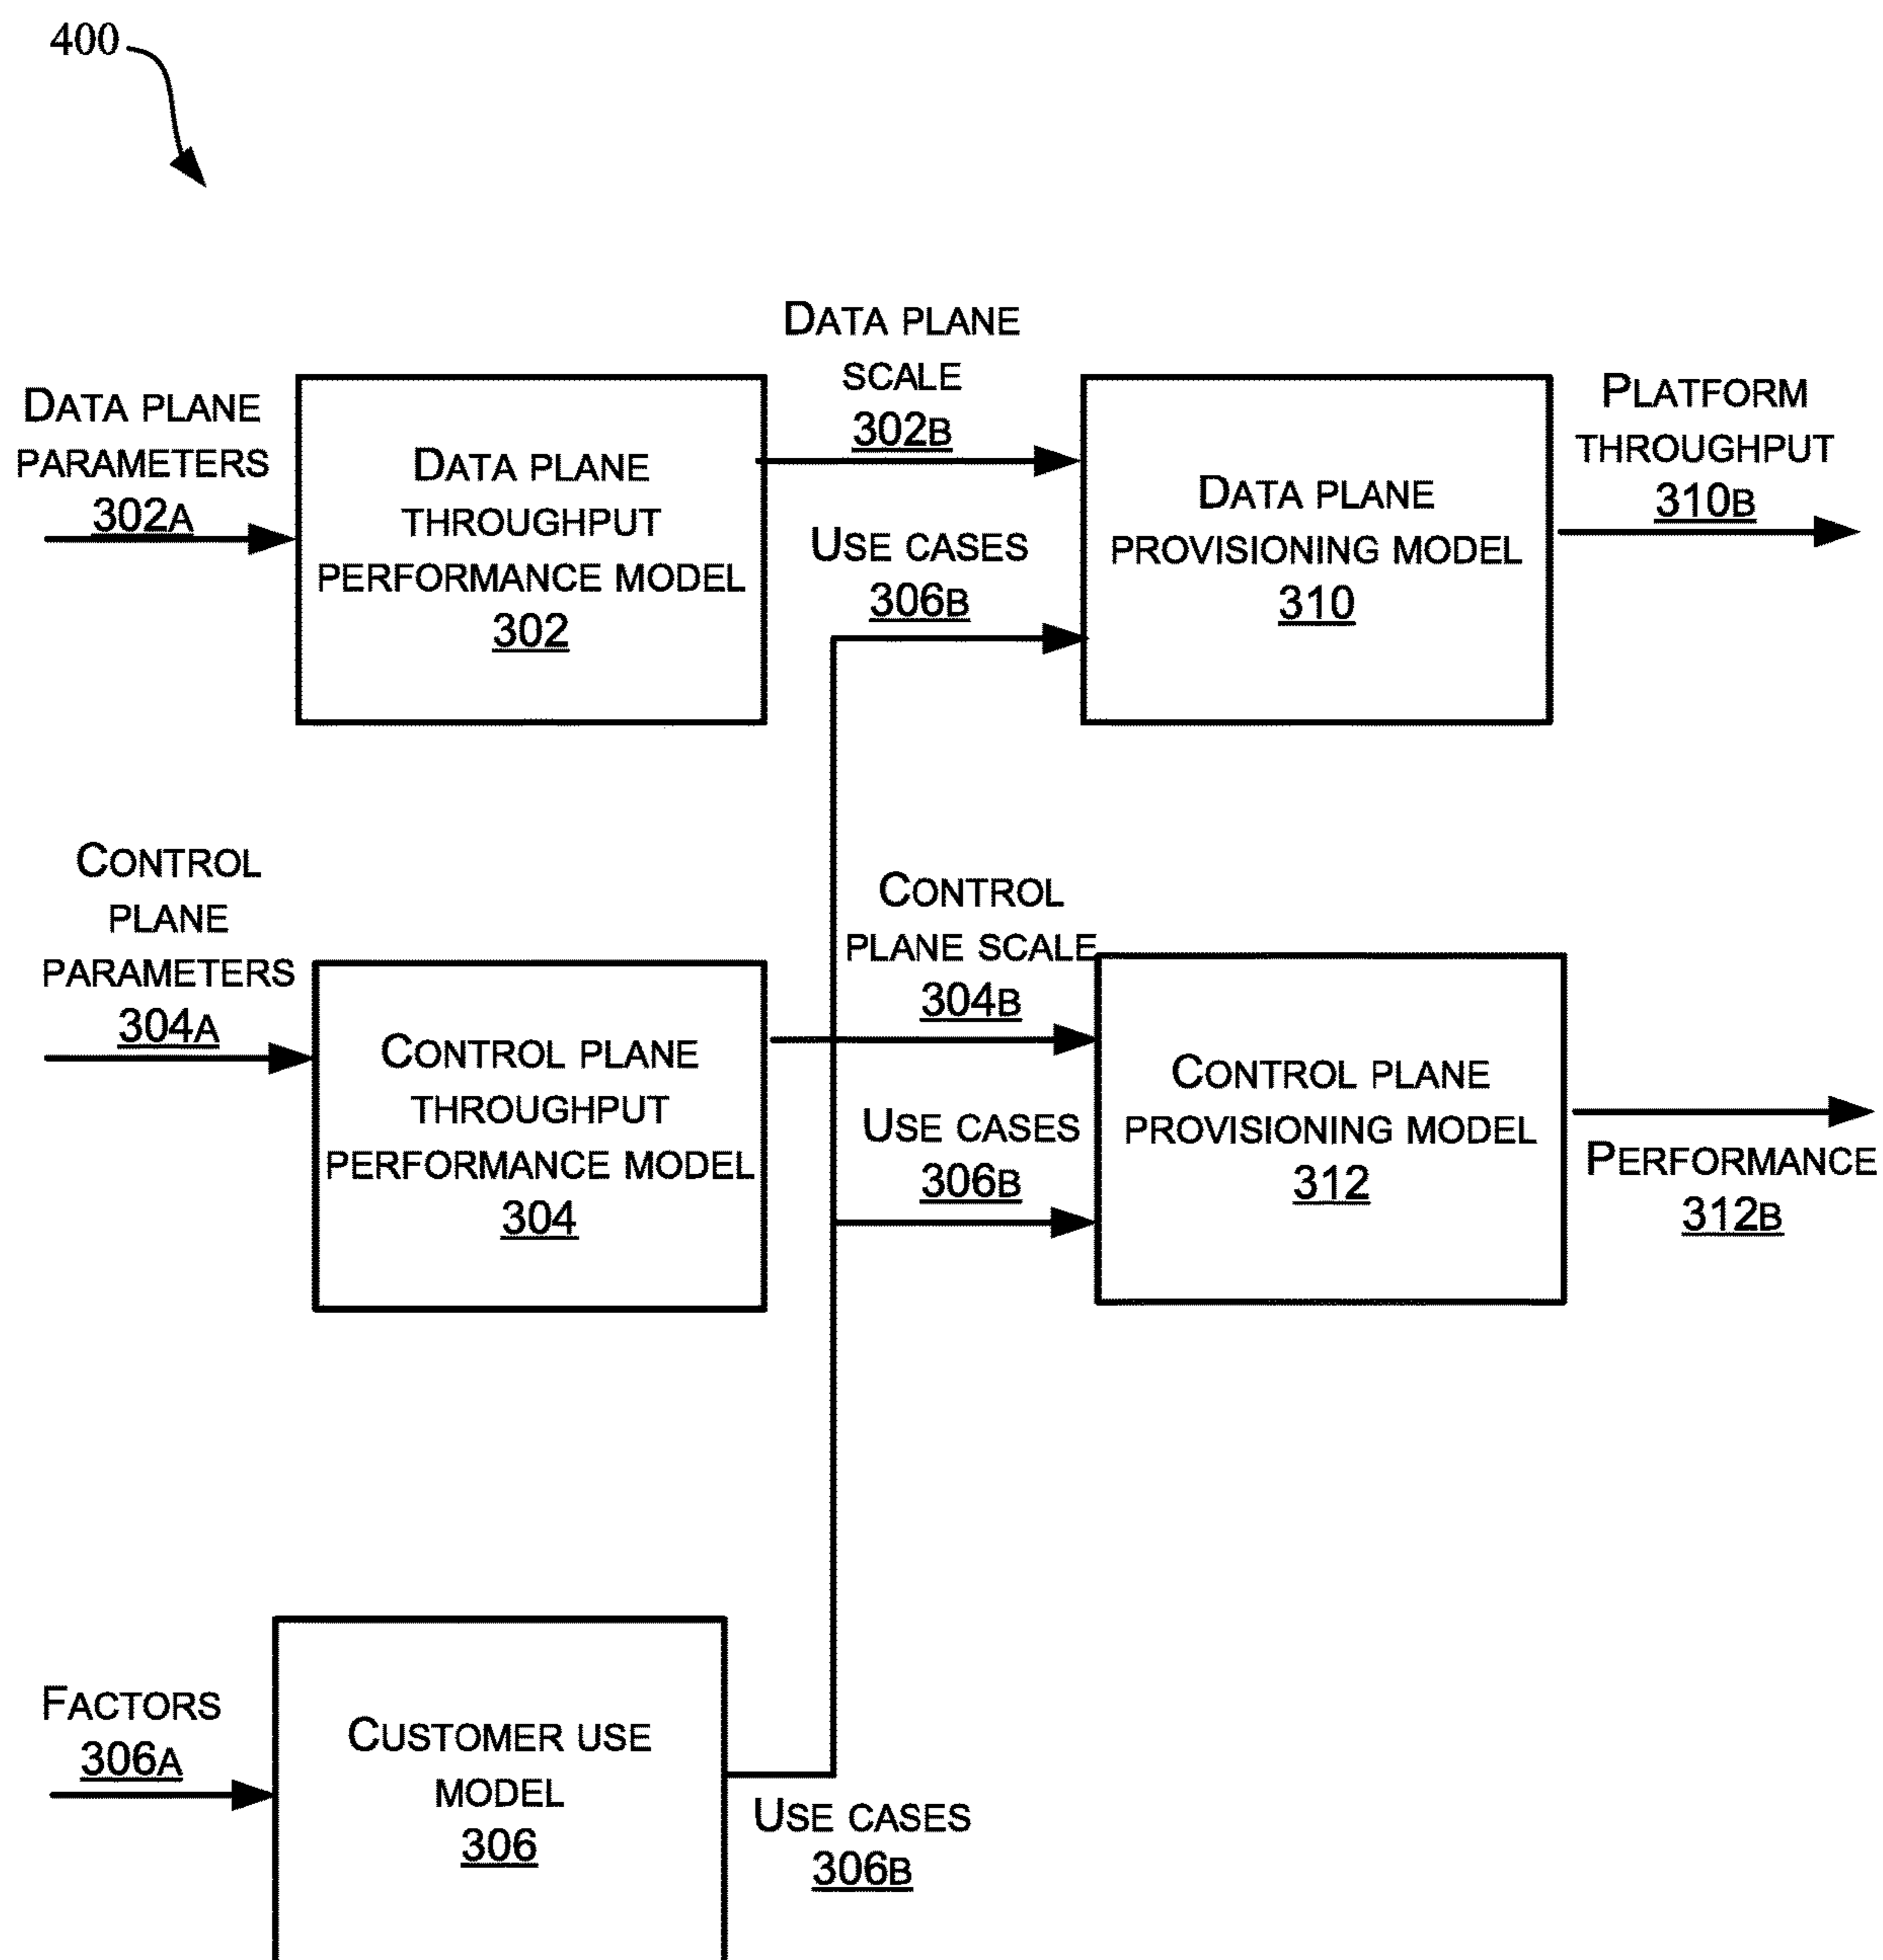 400
DATA PLANE
PARAMETERS
302A
DATA PLANE
THROUGHPUT
PERFORMANCE MODEL
302
DATA PLANE
SCALE
302B
USE CASES
306B
DATA PLANE
PROVISIONING MODEL
310
PLATFORM
THROUGHPUT
310B
CONTROL
PLANE
PARAMETERS
304A
CONTROL PLANE
THROUGHPUT
PERFORMANCE MODEL
304
CONTROL
PLANE SCALE
304B
USE CASES
306B
CONTROL PLANE
PROVISIONING MODEL
312
PERFORMANCE
312B
FACTORS
306A
CUSTOMER USE
MODEL
306
USE CASES
306B